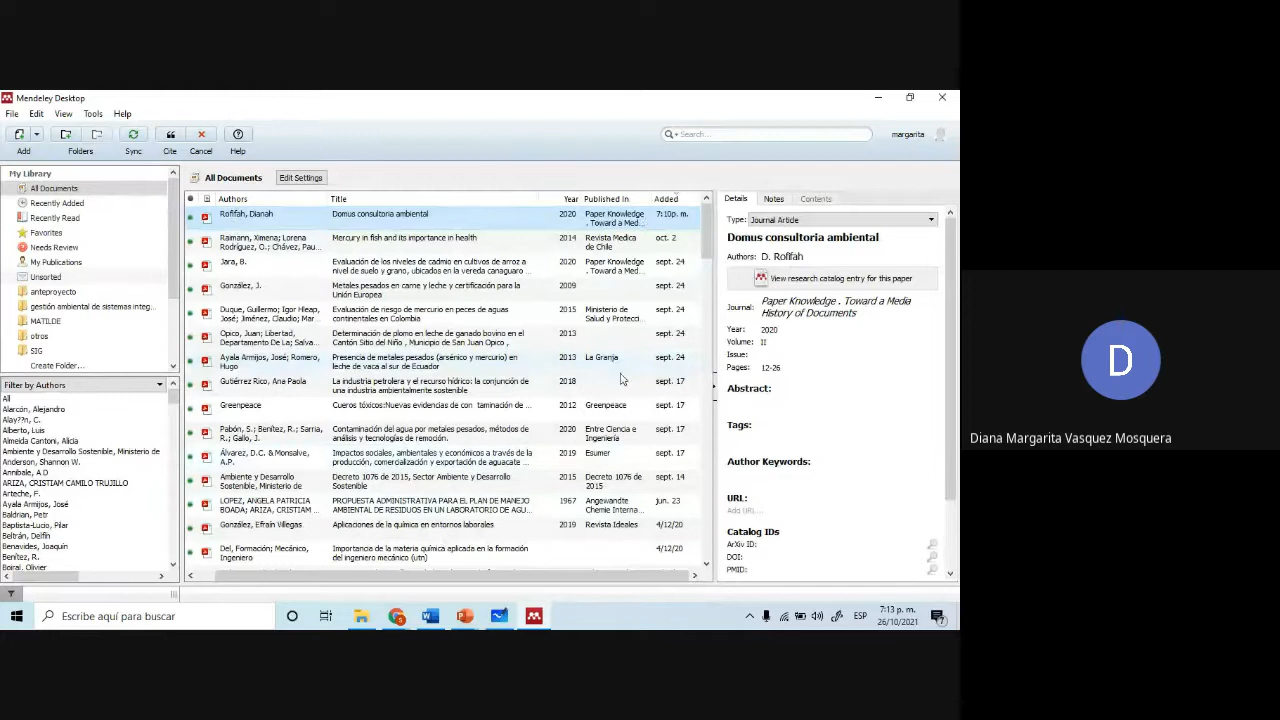 Mendeley Desktop
File Edit View Tools Help
Search...
margarita
Add Folders Sync Cite Cancel Help
My Library
All Documents
Recently Added
Recently Read
Favorites
Needs Review
My Publications
Unsorted
anteproyecto
gestión ambiental de sistemas integ...
MATILDE
otros
SIG
Create Folder...
Filter by Authors
All
Alarcón, Alejandro
Alay??n, C.
Alberto, Luis
Almeida Cantoni, Alicia
Ambiente y Desarrollo Sostenible, Ministerio de
Anderson, Shannon W.
Annibale, A D
ARIZA, CRISTIAM CAMILO TRUJILLO
Arteche, F.
Ayala Armijos, José
Baldrian, Petr
Baptista-Lucio, Pilar
Beltrán, Delfín
Benavides, Joaquín
Benítez, R.
Boiral, Olivier
All Documents Edit Settings
Authors Title Year Published In Added
Rofi'fah, Dianah Domus consultoria ambiental 2020 Paper Knowledge 7:10p. m.
. Toward a Med...
Raimann, Ximena; Lorena Mercury in fish and its importance in health 2014 Revista Medica oct. 2
Rodríguez, O.; Chávez, Pau... de Chile
Jara, B. Evaluación de los niveles de cadmio en cultivos de arroz a 2020 Paper Knowledge sept. 24
nivel de suelo y grano, ubicados en la vereda canaguaro... . Toward a Med...
González, J. Metales pesados en carne y leche y certificación para la 2009 sept. 24
Unión Europea
Duque, Guillermo; Igor Hleap, Evaluación de riesgo de mercurio en peces de aguas 2015 Ministerio de sept. 24
José; Jiménez, Claudio; Mar... continentales en Colombia Salud y Protecci...
Opico, Juan; Libertad, Determinación de plomo en leche de ganado bovino en el 2013 sept. 24
Departamento De La; Salva... Cantón Sitio del Niño , Municipio de San Juan Opico ,
Ayala Armijos, José; Romero, Presencia de metales pesados (arsénico y mercurio) en 2013 La Granja sept. 24
Hugo leche de vaca al sur de Ecuador
Gutiérrez Rico, Ana Paola La industria petrolera y el recurso hídrico: la conjunción de 2018 sept. 17
una industria ambientalmente sostenible
Greenpeace Cueros tóxicos:Nuevas evidencias de con taminación de ... 2012 Greenpeace sept. 17
Pabón, S.; Benítez, R.; Sarria, Contaminación del agua por metales pesados, métodos de 2020 Entre Ciencia e sept. 17
R.; Gallo, J. análisis y tecnologías de remoción. Ingeniería
Álvarez, D.C. & Monsalve, Impactos sociales, ambientales y económicos a través de la 2019 Esumer sept. 17
A.P. producción, comercialización y exportación de aguacate ...
Ambiente y Desarrollo Decreto 1076 de 2015, Sector Ambiente y Desarrollo 2015 Decreto 1076 de sept. 14
Sostenible, Ministerio de Sostenible 2015
LOPEZ, ANGELA PATRICIA PROPUESTA ADMINISTRATIVA PARA EL PLAN DE MANEJO 1967 Angewandte jun. 23
BOADA; ARIZA, CRISTIAM... AMBIENTAL DE RESIDUOS EN UN LABORATORIO DE AGU... Chemie Interna...
González, Efraín Villegas Aplicaciones de la química en entornos laborales 2019 Revista Ideales 4/12/20
Del, Formación; Mecánico, Importancia de la materia química aplicada en la formación 4/12/20
Ingeniero del ingeniero mecánico (utn)
Details Notes Contents
Type: Journal Article
Domus consultoria ambiental
Authors: D. Rofi'fah
View research catalog entry for this paper
Journal: Paper Knowledge . Toward a Media
History of Documents
Year: 2020
Volume: II
Issue:
Pages: 12-26
Abstract:
Tags:
Author Keywords:
URL:
Add URL...
Catalog IDs
ArXiv ID:
DOI:
PMID:
Escribe aquí para buscar
ESP
7:13 p. m.
26/10/2021
7
D
Diana Margarita Vasquez Mosquera